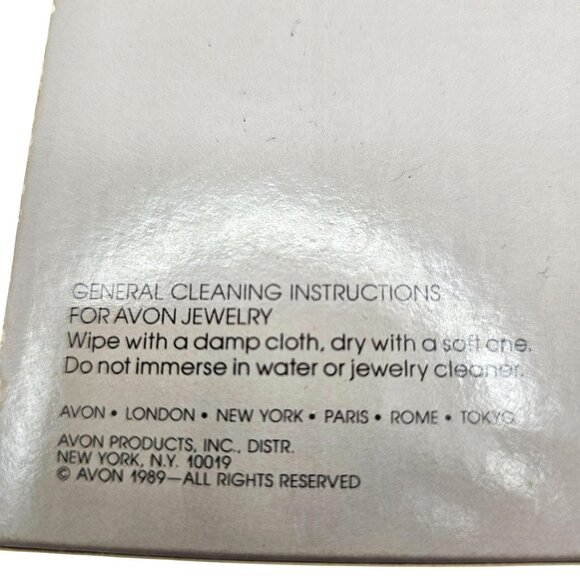 GENERAL CLEANING INSTRUCTIONS
FOR AVON JEWELRY
Wipe with a damp cloth, dry with a soft one.
Do not immerse in water or jewelry cleaner.
AVON • LONDON • NEW YORK • PARIS • ROME • TOKYO
AVON PRODUCTS, INC., DISTR.
NEW YORK, N.Y. 10019
© AVON 1989—ALL RIGHTS RESERVED